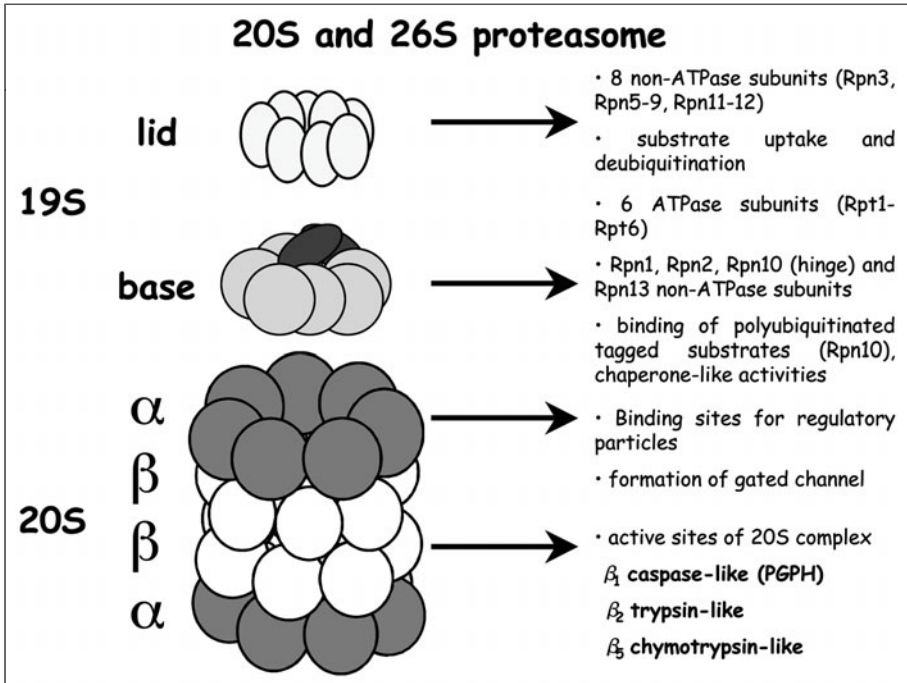 20S and 26S proteasome
lid
19S
base
α
β
20S
β
α
· 8 non-ATPase subunits (Rpn3,
Rpn5-9, Rpn11-12)
· substrate uptake and
deubiquitination
· 6 ATPase subunits (Rpt1-
Rpt6)
· Rpn1, Rpn2, Rpn10 (hinge) and
Rpn13 non-ATPase subunits
· binding of polyubiquitinated
tagged substrates (Rpn10),
chaperone-like activities
· Binding sites for regulatory
particles
· formation of gated channel
· active sites of 20S complex
β₁ caspase-like (PGPH)
β₂ trypsin-like
β₅ chymotrypsin-like